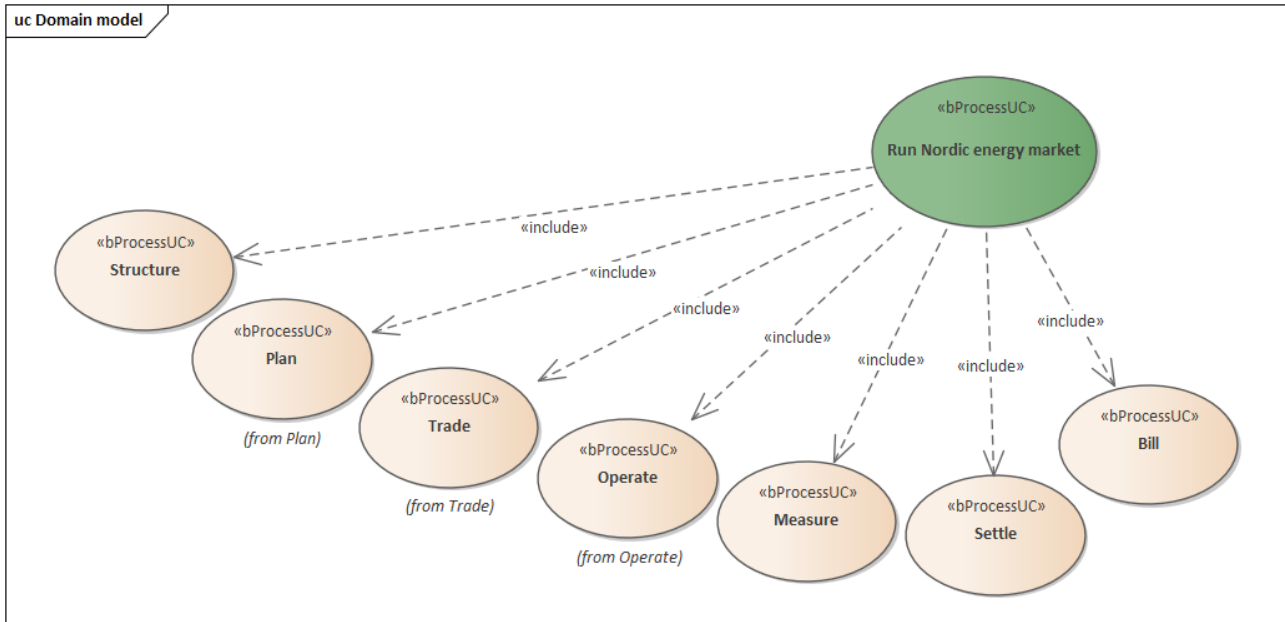 uc Domain model
«bProcessUC»
Run Nordic energy market
«include»
«include»
«include»
«include»
«include»
«include»
«include»
«bProcessUC»
Structure
«bProcessUC»
Plan
(from Plan)
«bProcessUC»
Trade
(from Trade)
«bProcessUC»
Operate
(from Operate)
«bProcessUC»
Measure
«bProcessUC»
Settle
«bProcessUC»
Bill